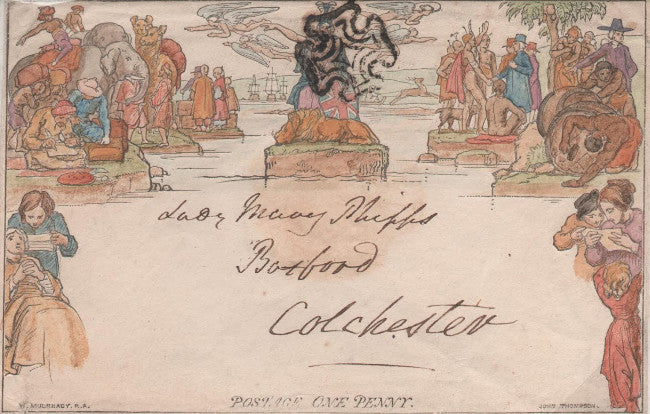 Lady Mary Phipps
Boxford
Colchester
POSTAGE ONE PENNY.
W. MULREADY, R.A.
JOHN THOMPSON.